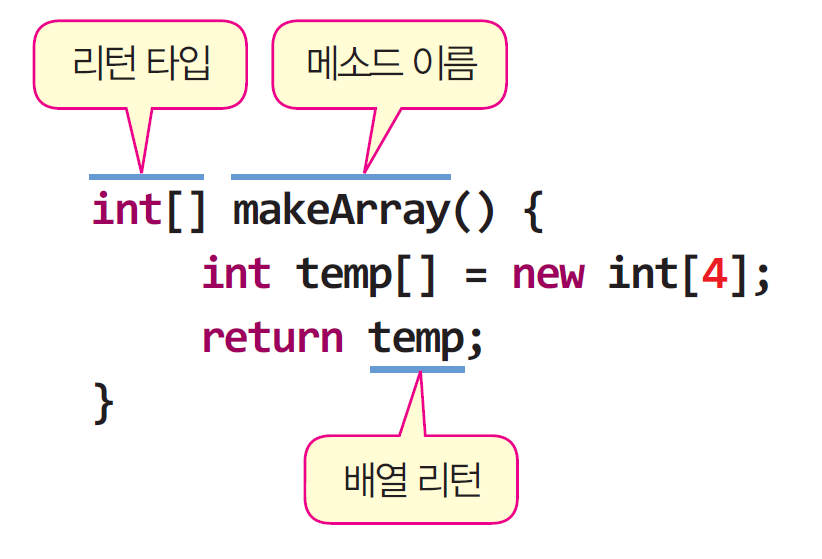 리턴 타입
메소드 이름
int[] makeArray() {
int temp[] = new int[4];
return temp;
}
배열 리턴